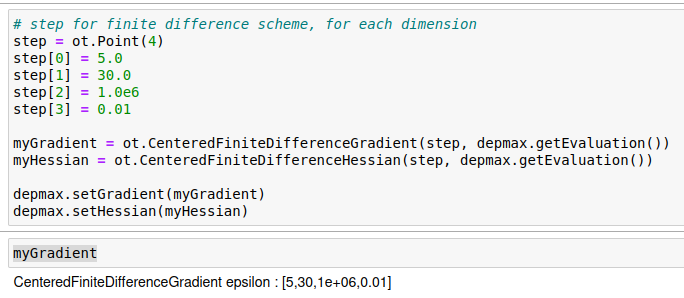 # step for finite difference scheme, for each dimension
step = ot.Point(4)
step[0] = 5.0
step[1] = 30.0
step[2] = 1.0e6
step[3] = 0.01
myGradient = ot.CenteredFiniteDifferenceGradient(step, depmax.getEvaluation())
myHessian = ot.CenteredFiniteDifferenceHessian(step, depmax.getEvaluation())
depmax.setGradient(myGradient)
depmax.setHessian(myHessian)
myGradient
CenteredFiniteDifferenceGradient epsilon : [5,30,1e+06,0.01]